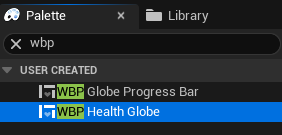 Palette
Library
wbp
USER CREATED
WBP Globe Progress Bar
WBP Health Globe